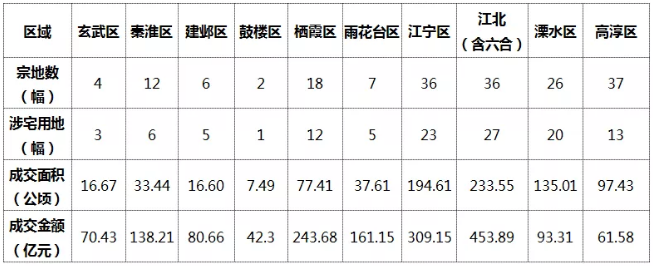 区域 玄武区 秦淮区 建邺区 鼓楼区 栖霞区 雨花台区 江宁区 江北（含六合） 溧水区 高淳区
宗地数（幅） 4 12 6 2 18 7 36 36 26 37
涉宅用地（幅） 3 6 5 1 12 5 23 27 20 13
成交面积（公顷） 16.67 33.44 16.60 7.49 77.41 37.61 194.61 233.55 135.01 97.43
成交金额（亿元） 70.43 138.21 80.66 42.3 243.68 161.15 309.15 453.89 93.31 61.58